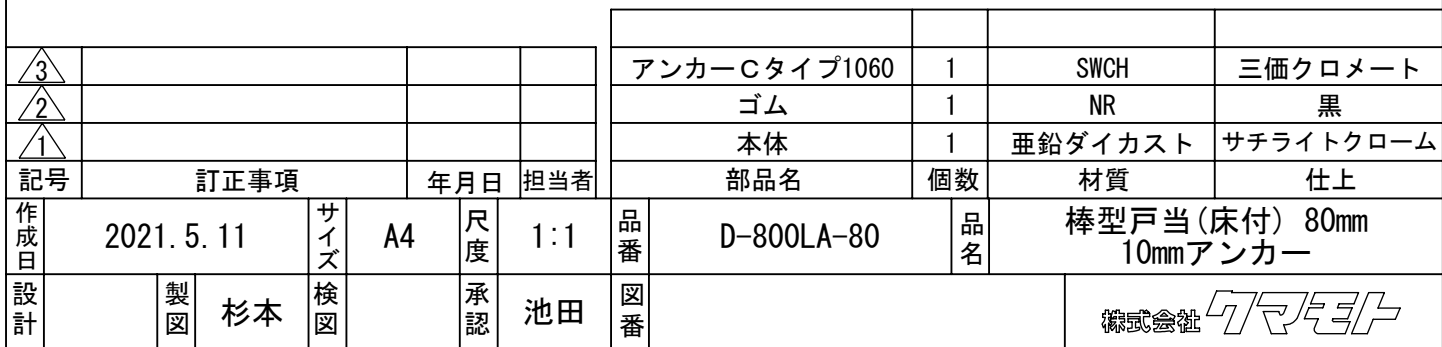 3
アンカーCタイプ1060 1 SWCH 三価クロメート
2
ゴム 1 NR 黒
1
本体 1 亜鉛ダイカスト サチライトクローム
記号 訂正事項 年月日 担当者 部品名 個数 材質 仕上
作成日 2021.5.11 サイズ A4 尺度 1:1 品番 D-800LA-80 品名 棒型戸当(床付) 80mm
10mmアンカー
設計 製図 杉本 検図 承認 池田 図番 株式会社クマモト